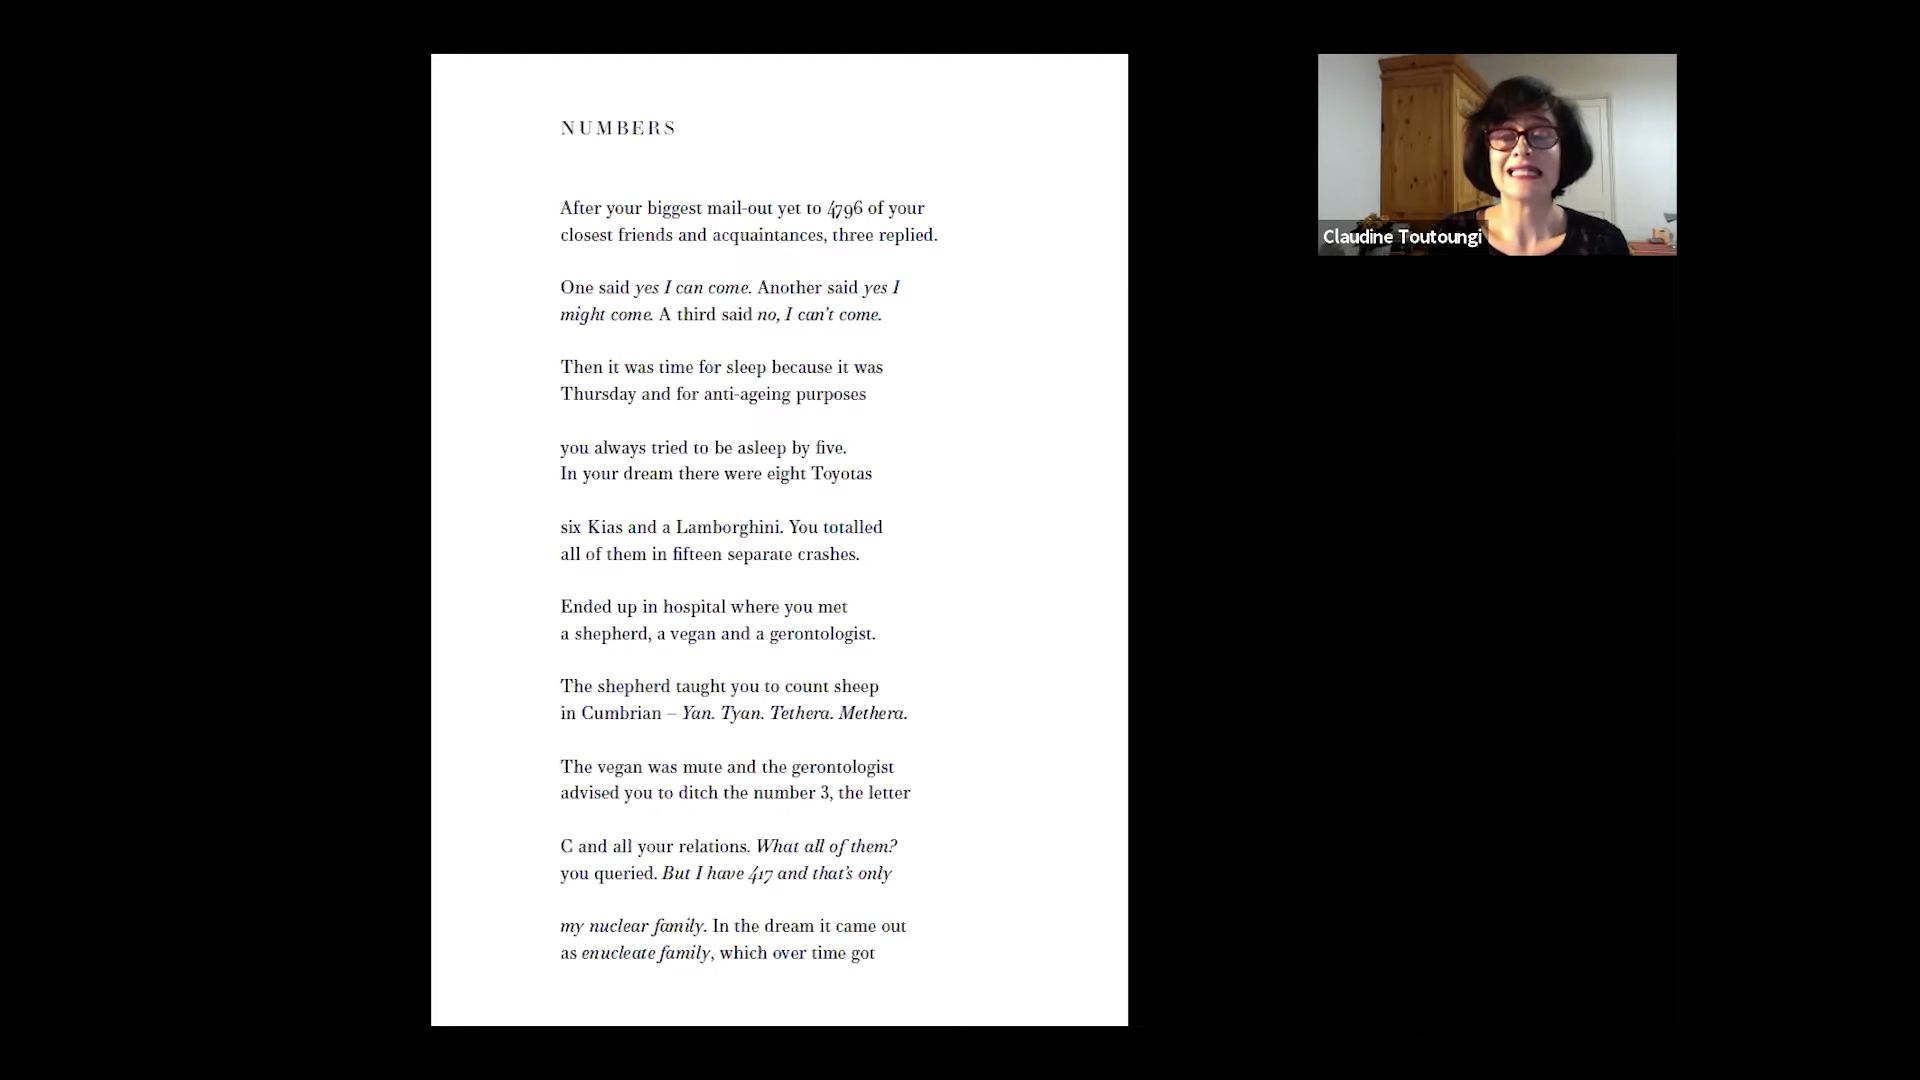 NUMBERS
After your biggest mail-out yet to 4796 of your
closest friends and acquaintances, three replied.
One said yes I can come. Another said yes I
might come. A third said no, I can't come.
Then it was time for sleep because it was
Thursday and for anti-ageing purposes
you always tried to be asleep by five.
In your dream there were eight Toyotas
six Kias and a Lamborghini. You totalled
all of them in fifteen separate crashes.
Ended up in hospital where you met
a shepherd, a vegan and a gerontologist.
The shepherd taught you to count sheep
in Cumbrian – Yan. Tyan. Tethera. Methera.
The vegan was mute and the gerontologist
advised you to ditch the number 3, the letter
C and all your relations. What all of them?
you queried. But I have 417 and that's only
my nuclear family. In the dream it came out
as enucleate family, which over time got
Claudine Toutoungi